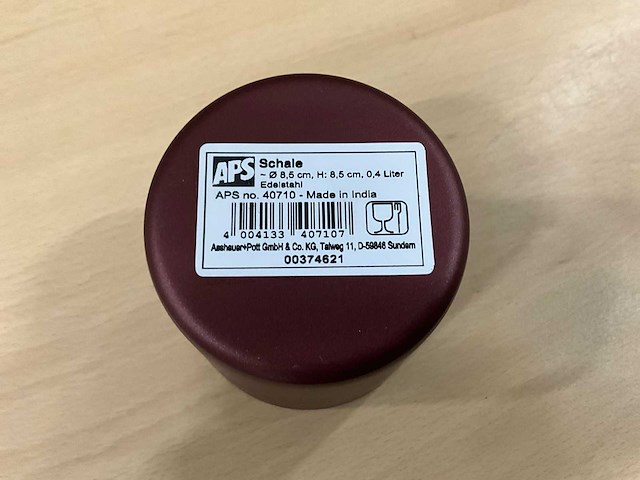 APS Schale
~ Ø 8,5 cm, H: 8,5 cm, 0,4 Liter
Edelstahl
APS no. 40710 - Made in India
4 004133 407107
Assheuer+Pott GmbH & Co. KG, Talweg 11, D-59846 Sundern
00374621